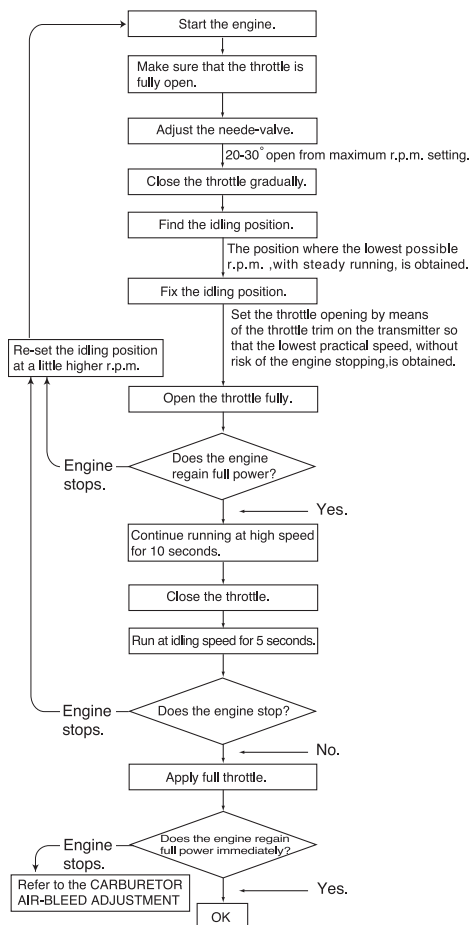 Start the engine.
Make sure that the throttle is
fully open.
Adjust the neede-valve.
20-30° open from maximum r.p.m. setting.
Close the throttle gradually.
Find the idling position.
The position where the lowest possible
r.p.m. ,with steady running, is obtained.
Fix the idling position.
Set the throttle opening by means
of the throttle trim on the transmitter so
that the lowest practical speed, without
risk of the engine stopping,is obtained.
Re-set the idling position
at a little higher r.p.m.
Open the throttle fully.
Does the engine
regain full power?
Engine
stops.
Yes.
Continue running at high speed
for 10 seconds.
Close the throttle.
Run at idling speed for 5 seconds.
Does the engine stop?
Engine
stops.
No.
Apply full throttle.
Does the engine regain
full power immediately?
Engine
stops.
Yes.
Refer to the CARBURETOR
AIR-BLEED ADJUSTMENT
OK